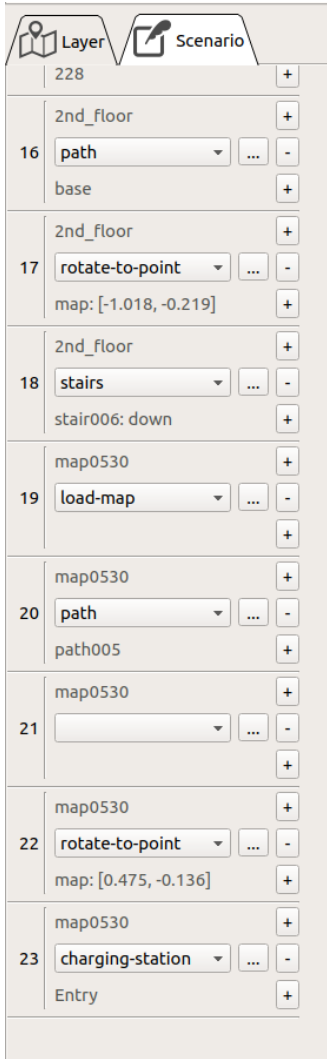 Layer Scenario
228 +
2nd_floor +
16 path ... -
base +
2nd_floor +
17 rotate-to-point ... -
map: [-1.018, -0.219] +
2nd_floor +
18 stairs ... -
stair006: down +
map0530 +
19 load-map ... -
+
map0530 +
20 path ... -
path005 +
map0530 +
21 ... -
+
map0530 +
22 rotate-to-point ... -
map: [0.475, -0.136] +
map0530 +
23 charging-station ... -
Entry +